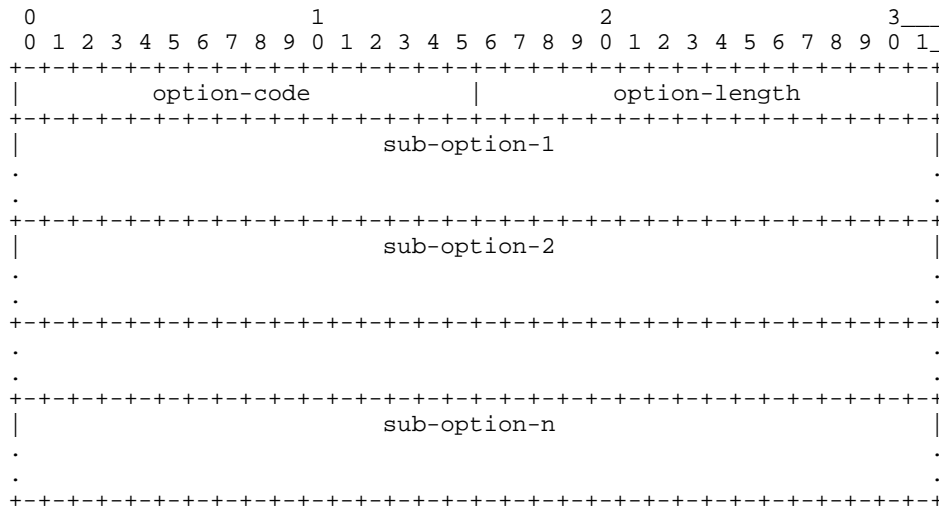 0                   1                   2                   3___
 0 1 2 3 4 5 6 7 8 9 0 1 2 3 4 5 6 7 8 9 0 1 2 3 4 5 6 7 8 9 0 1_
+-+-+-+-+-+-+-+-+-+-+-+-+-+-+-+-+-+-+-+-+-+-+-+-+-+-+-+-+-+-+-+-+
|         option-code           |         option-length         |
+-+-+-+-+-+-+-+-+-+-+-+-+-+-+-+-+-+-+-+-+-+-+-+-+-+-+-+-+-+-+-+-+
|                         sub-option-1                          |
.                                                               .
.                                                               .
+-+-+-+-+-+-+-+-+-+-+-+-+-+-+-+-+-+-+-+-+-+-+-+-+-+-+-+-+-+-+-+-+
|                         sub-option-2                          |
.                                                               .
.                                                               .
+-+-+-+-+-+-+-+-+-+-+-+-+-+-+-+-+-+-+-+-+-+-+-+-+-+-+-+-+-+-+-+-+
.                                                               .
.                                                               .
+-+-+-+-+-+-+-+-+-+-+-+-+-+-+-+-+-+-+-+-+-+-+-+-+-+-+-+-+-+-+-+-+
|                         sub-option-n                          |
.                                                               .
.                                                               .
+-+-+-+-+-+-+-+-+-+-+-+-+-+-+-+-+-+-+-+-+-+-+-+-+-+-+-+-+-+-+-+-+